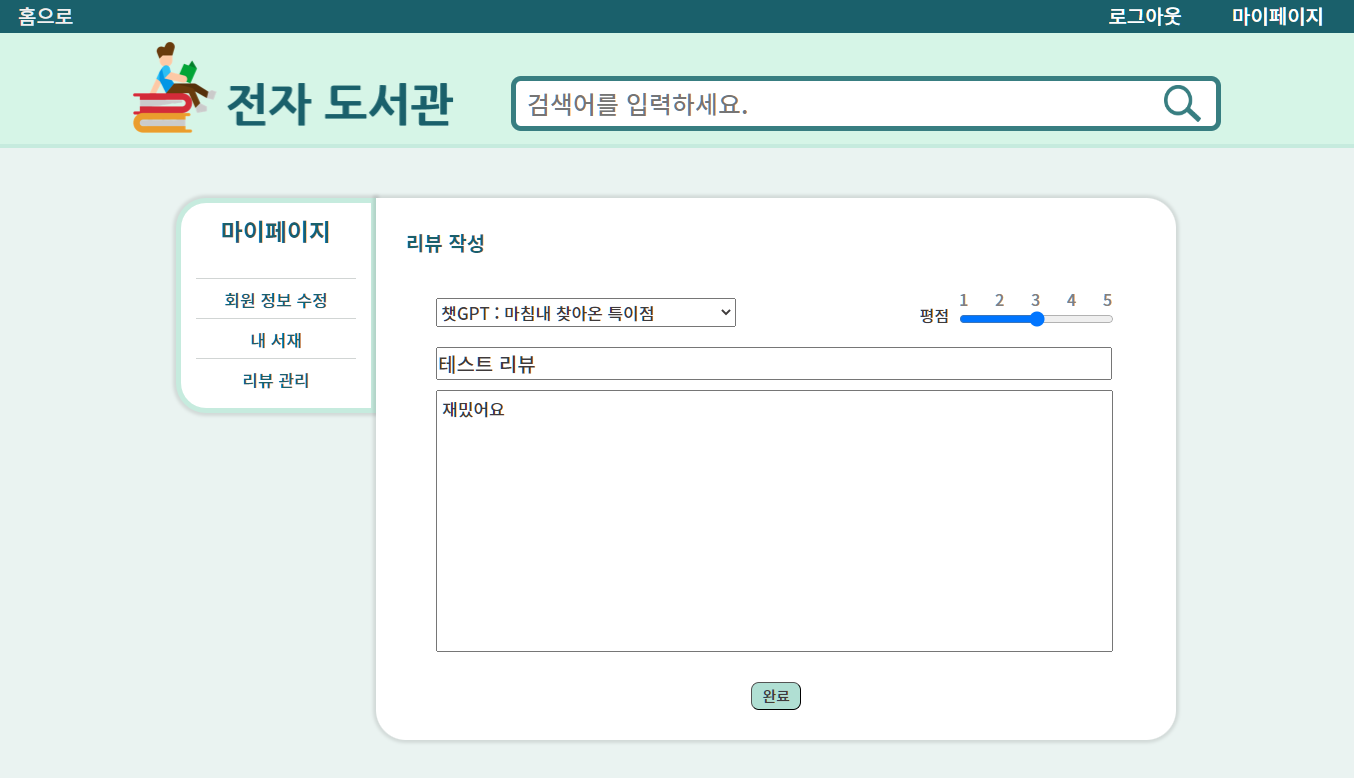 홈으로 로그아웃 마이페이지
전자 도서관 검색어를 입력하세요.
마이페이지
회원 정보 수정
내 서재
리뷰 관리
리뷰 작성
챗GPT : 마침내 찾아온 특이점
평점 1 2 3 4 5
테스트 리뷰
재밌어요
완료